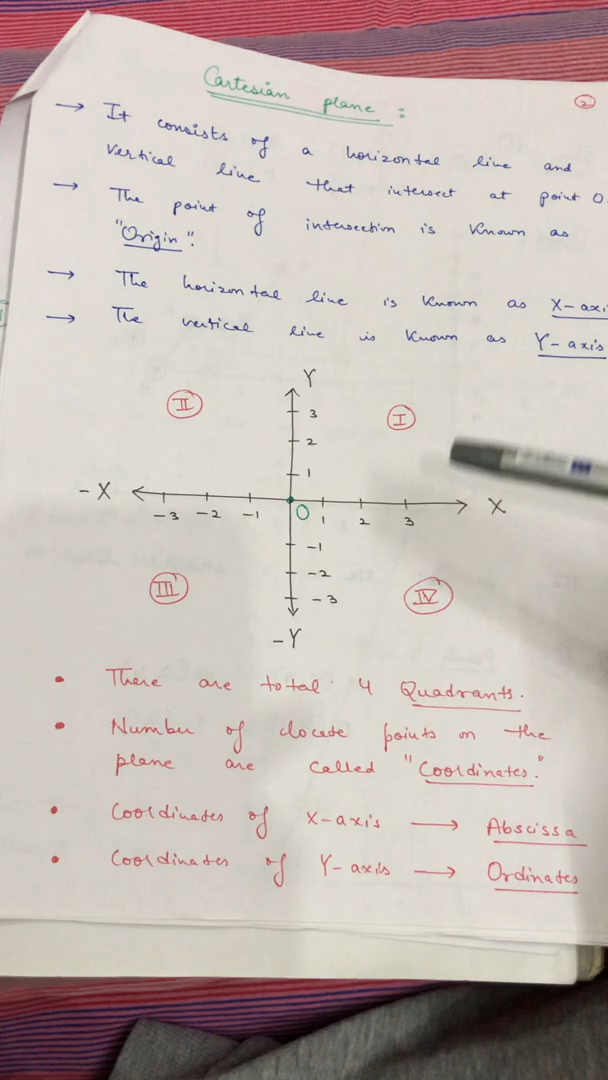 Cartesian plane :
2
→ It consists of a horizontal line and
vertical line that intersect at point O.
→ The point of intersection is known as
"Origin".
→ The horizontal line is known as X-axi
→ The vertical line is known as Y-axis
Y
II
I
3
2
1
-X
X
-3 -2 -1 O 1 2 3
-1
-2
-3
III
IV
-Y
• There are total 4 Quadrants.
• Number of locate points on the
plane are called "Coordinates."
• Coordinates of X-axis → Abscissa
• Coordinates of Y-axis → Ordinates